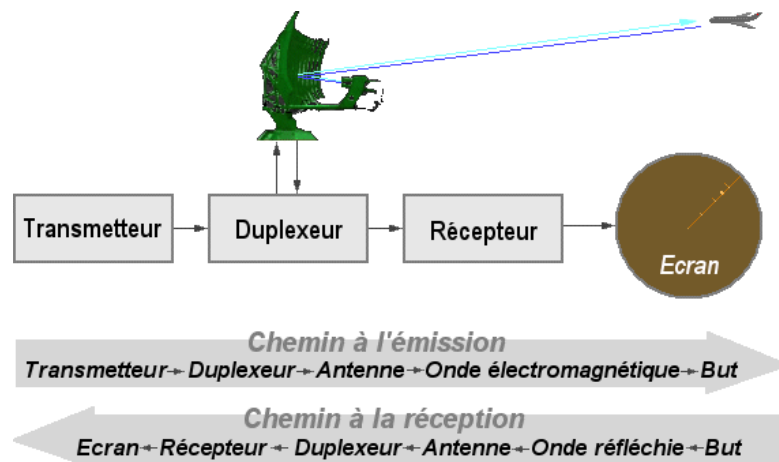 Transmetteur
Duplexeur
Récepteur
Ecran
Chemin à l'émission
Transmetteur→Duplexeur→Antenne→Onde électromagnétique→But
Chemin à la réception
Ecran←Récepteur←Duplexeur←Antenne←Onde réfléchie←But